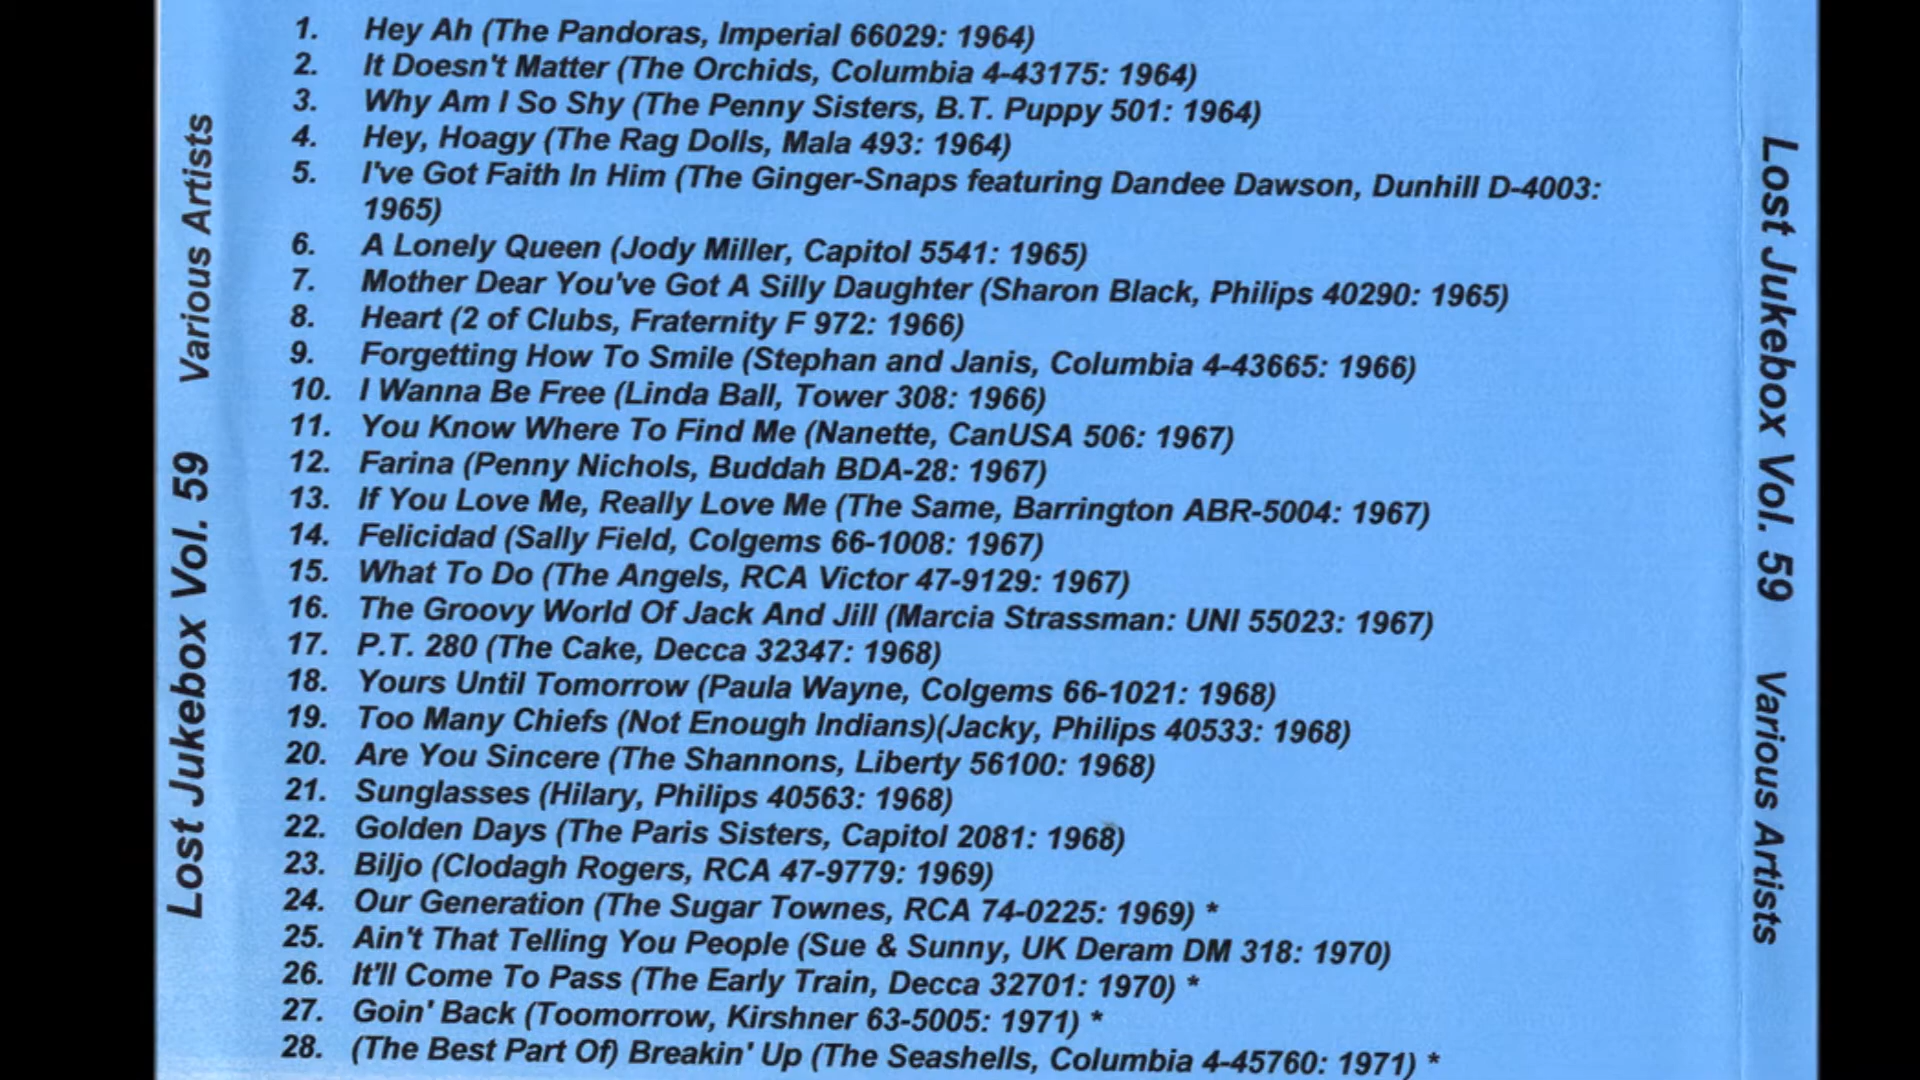 1. Hey Ah (The Pandoras, Imperial 66029: 1964)
2. It Doesn't Matter (The Orchids, Columbia 4-43175: 1964)
3. Why Am I So Shy (The Penny Sisters, B.T. Puppy 501: 1964)
4. Hey, Hoagy (The Rag Dolls, Mala 493: 1964)
5. I've Got Faith In Him (The Ginger-Snaps featuring Dandee Dawson, Dunhill D-4003:
1965)
6. A Lonely Queen (Jody Miller, Capitol 5541: 1965)
7. Mother Dear You've Got A Silly Daughter (Sharon Black, Philips 40290: 1965)
8. Heart (2 of Clubs, Fraternity F 972: 1966)
9. Forgetting How To Smile (Stephan and Janis, Columbia 4-43665: 1966)
10. I Wanna Be Free (Linda Ball, Tower 308: 1966)
11. You Know Where To Find Me (Nanette, CanUSA 506: 1967)
12. Farina (Penny Nichols, Buddah BDA-28: 1967)
13. If You Love Me, Really Love Me (The Same, Barrington ABR-5004: 1967)
14. Felicidad (Sally Field, Colgems 66-1008: 1967)
15. What To Do (The Angels, RCA Victor 47-9129: 1967)
16. The Groovy World Of Jack And Jill (Marcia Strassman: UNI 55023: 1967)
17. P.T. 280 (The Cake, Decca 32347: 1968)
18. Yours Until Tomorrow (Paula Wayne, Colgems 66-1021: 1968)
19. Too Many Chiefs (Not Enough Indians)(Jacky, Philips 40533: 1968)
20. Are You Sincere (The Shannons, Liberty 56100: 1968)
21. Sunglasses (Hilary, Philips 40563: 1968)
22. Golden Days (The Paris Sisters, Capitol 2081: 1968)
23. Biljo (Clodagh Rogers, RCA 47-9779: 1969)
24. Our Generation (The Sugar Townes, RCA 74-0225: 1969) *
25. Ain't That Telling You People (Sue & Sunny, UK Deram DM 318: 1970)
26. It'll Come To Pass (The Early Train, Decca 32701: 1970) *
27. Goin' Back (Toomorrow, Kirshner 63-5005: 1971) *
28. (The Best Part Of) Breakin' Up (The Seashells, Columbia 4-45760: 1971) *
Lost Jukebox Vol. 59 Various Artists
Lost Jukebox Vol. 59 Various Artists